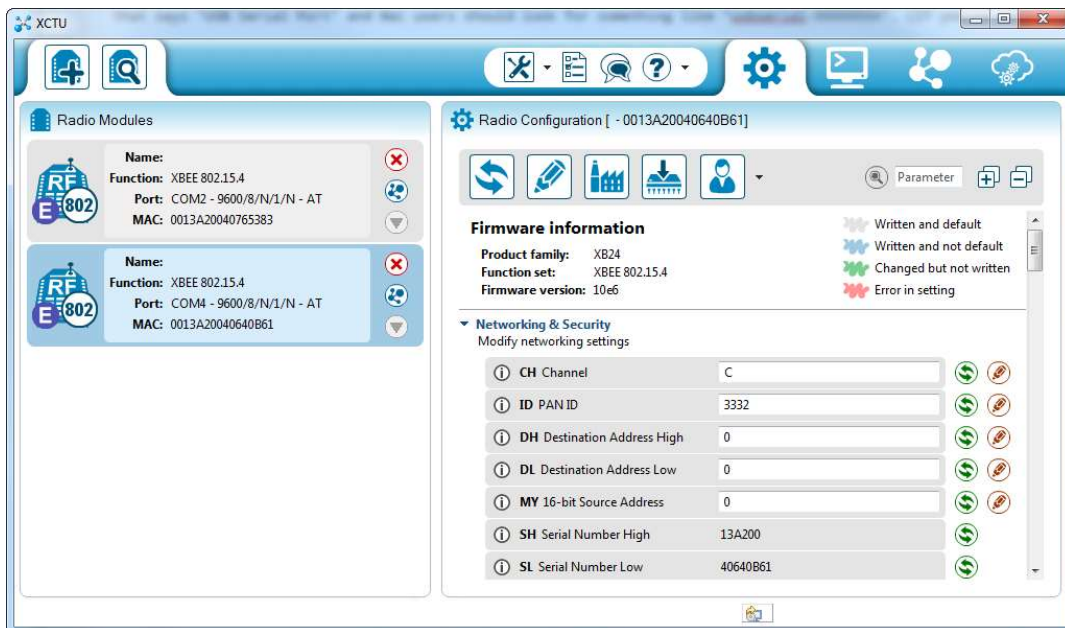 XCTU
Radio Modules
Name:
Function: XBEE 802.15.4
Port: COM2 - 9600/8/N/1/N - AT
MAC: 0013A20040765383
RF
E 802
Name:
Function: XBEE 802.15.4
Port: COM4 - 9600/8/N/1/N - AT
MAC: 0013A20040640B61
RF
E 802
Radio Configuration [ - 0013A20040640B61]
Parameter
Firmware information
Product family: XB24
Function set: XBEE 802.15.4
Firmware version: 10e6
Written and default
Written and not default
Changed but not written
Error in setting
Networking & Security
Modify networking settings
CH Channel C
ID PAN ID 3332
DH Destination Address High 0
DL Destination Address Low 0
MY 16-bit Source Address 0
SH Serial Number High 13A200
SL Serial Number Low 40640B61